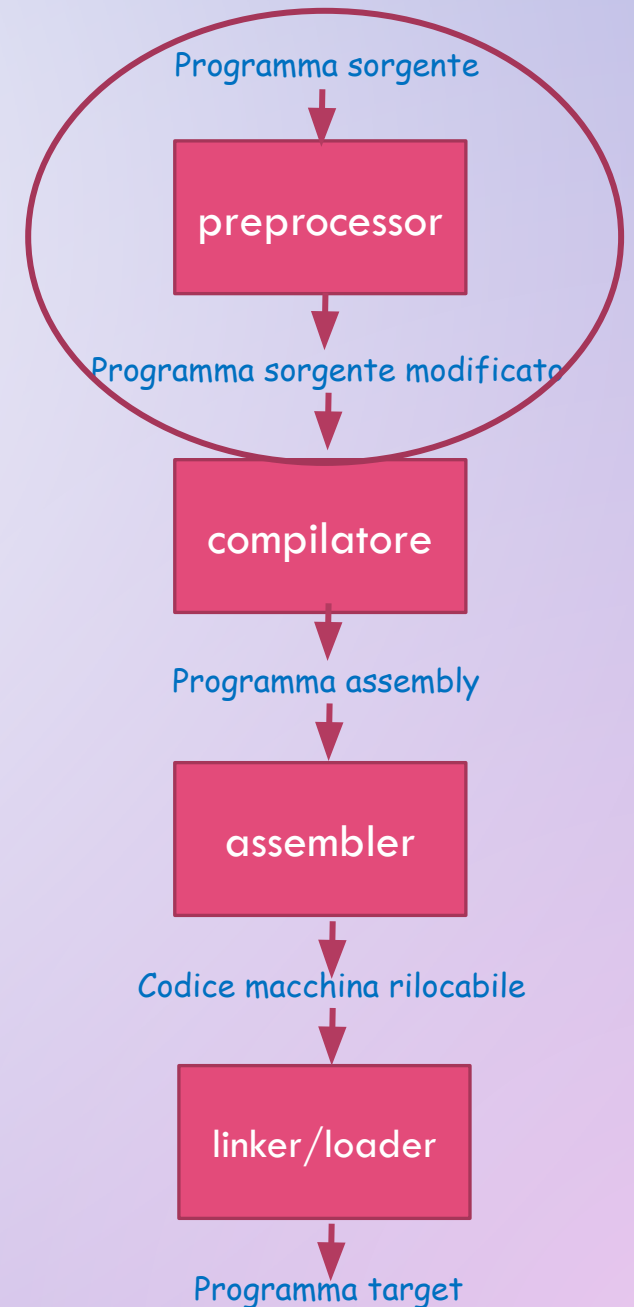 Programma sorgente
preprocessor
Programma sorgente modificato
compilatore
Programma assembly
assembler
Codice macchina rilocabile
linker/loader
Programma target